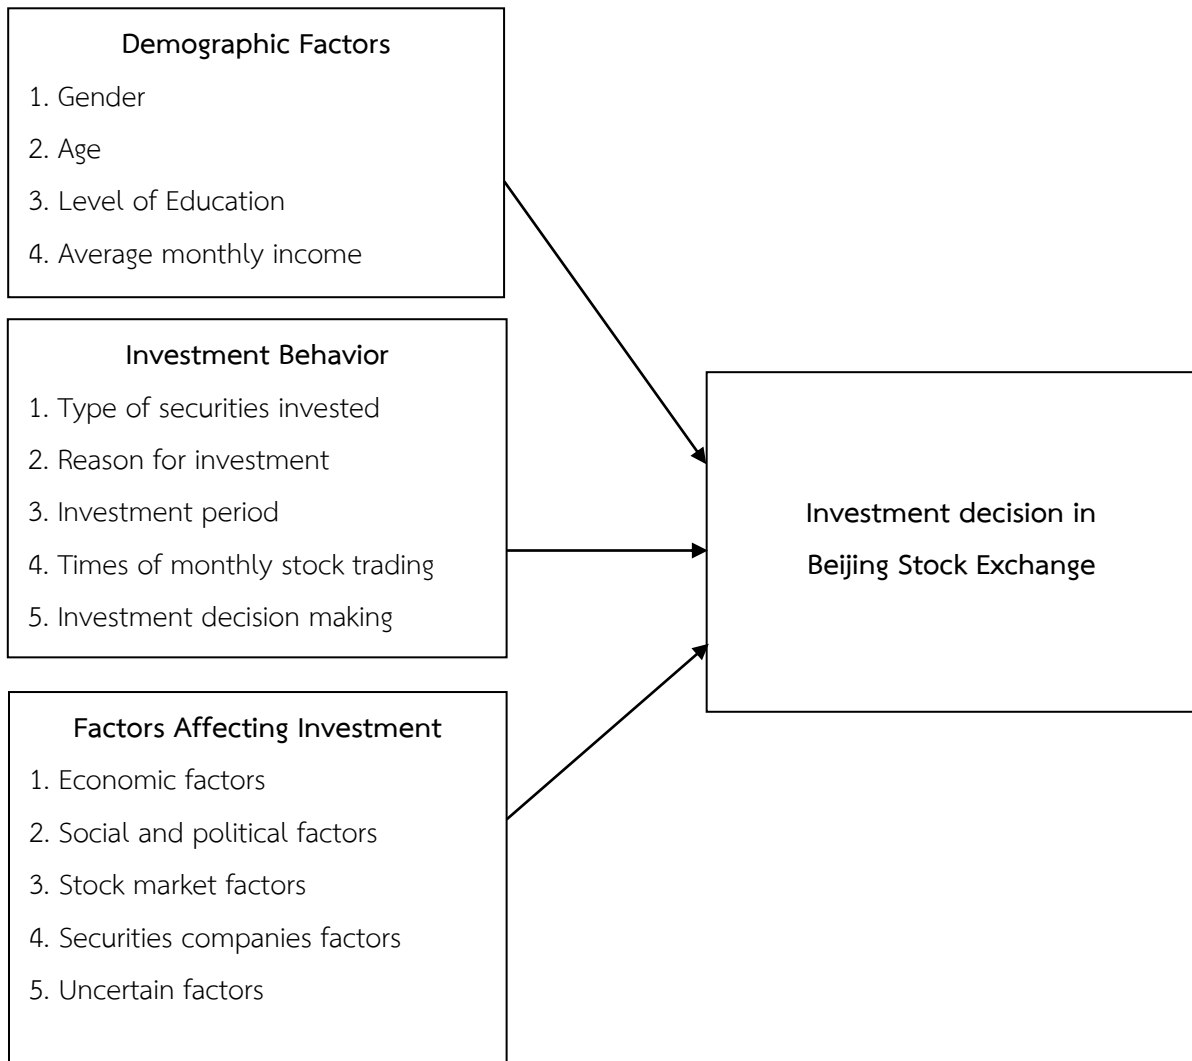 Demographic Factors
1. Gender
2. Age
3. Level of Education
4. Average monthly income
Investment Behavior
1. Type of securities invested
2. Reason for investment
3. Investment period
4. Times of monthly stock trading
5. Investment decision making
Factors Affecting Investment
1. Economic factors
2. Social and political factors
3. Stock market factors
4. Securities companies factors
5. Uncertain factors
Investment decision in
Beijing Stock Exchange